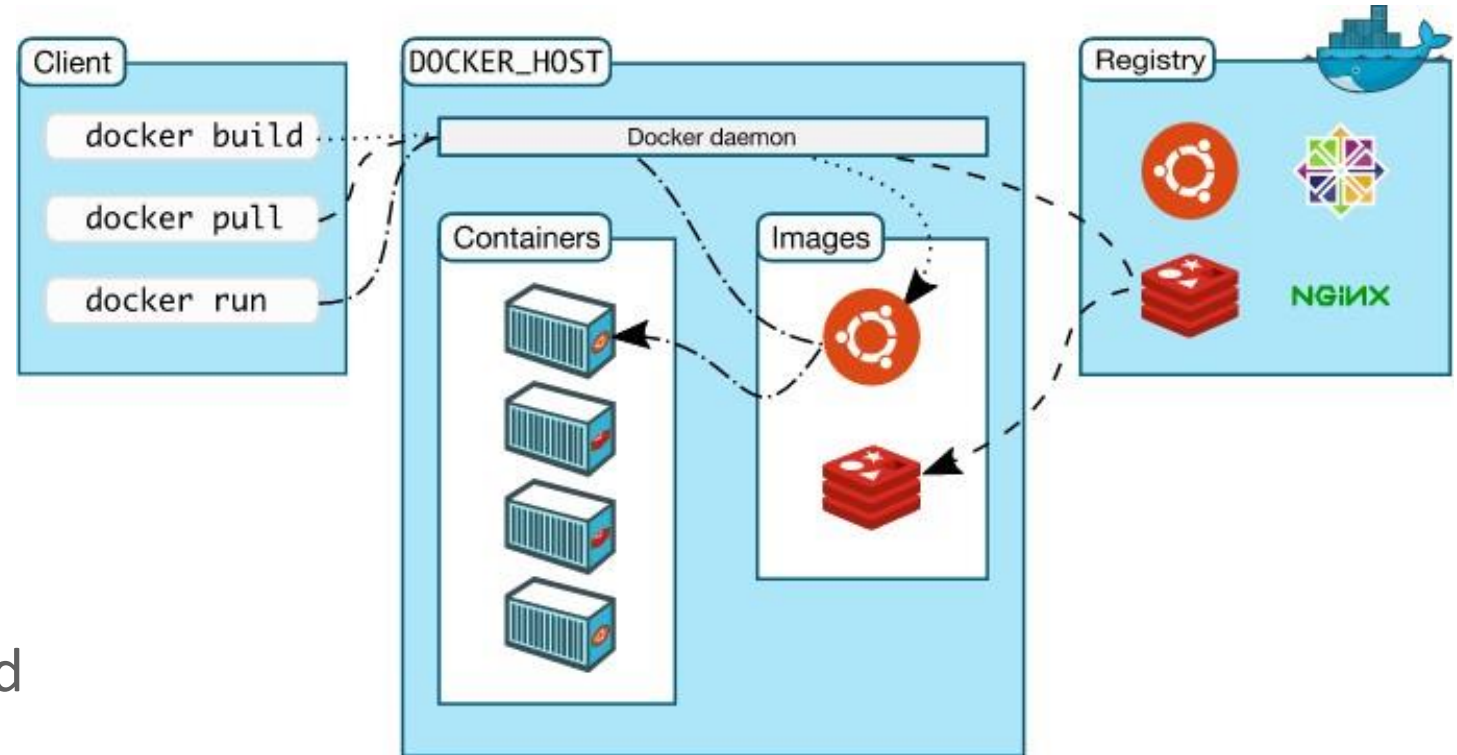 Client
docker build
docker pull
docker run
DOCKER_HOST
Docker daemon
Containers
Images
Registry
NGINX
d